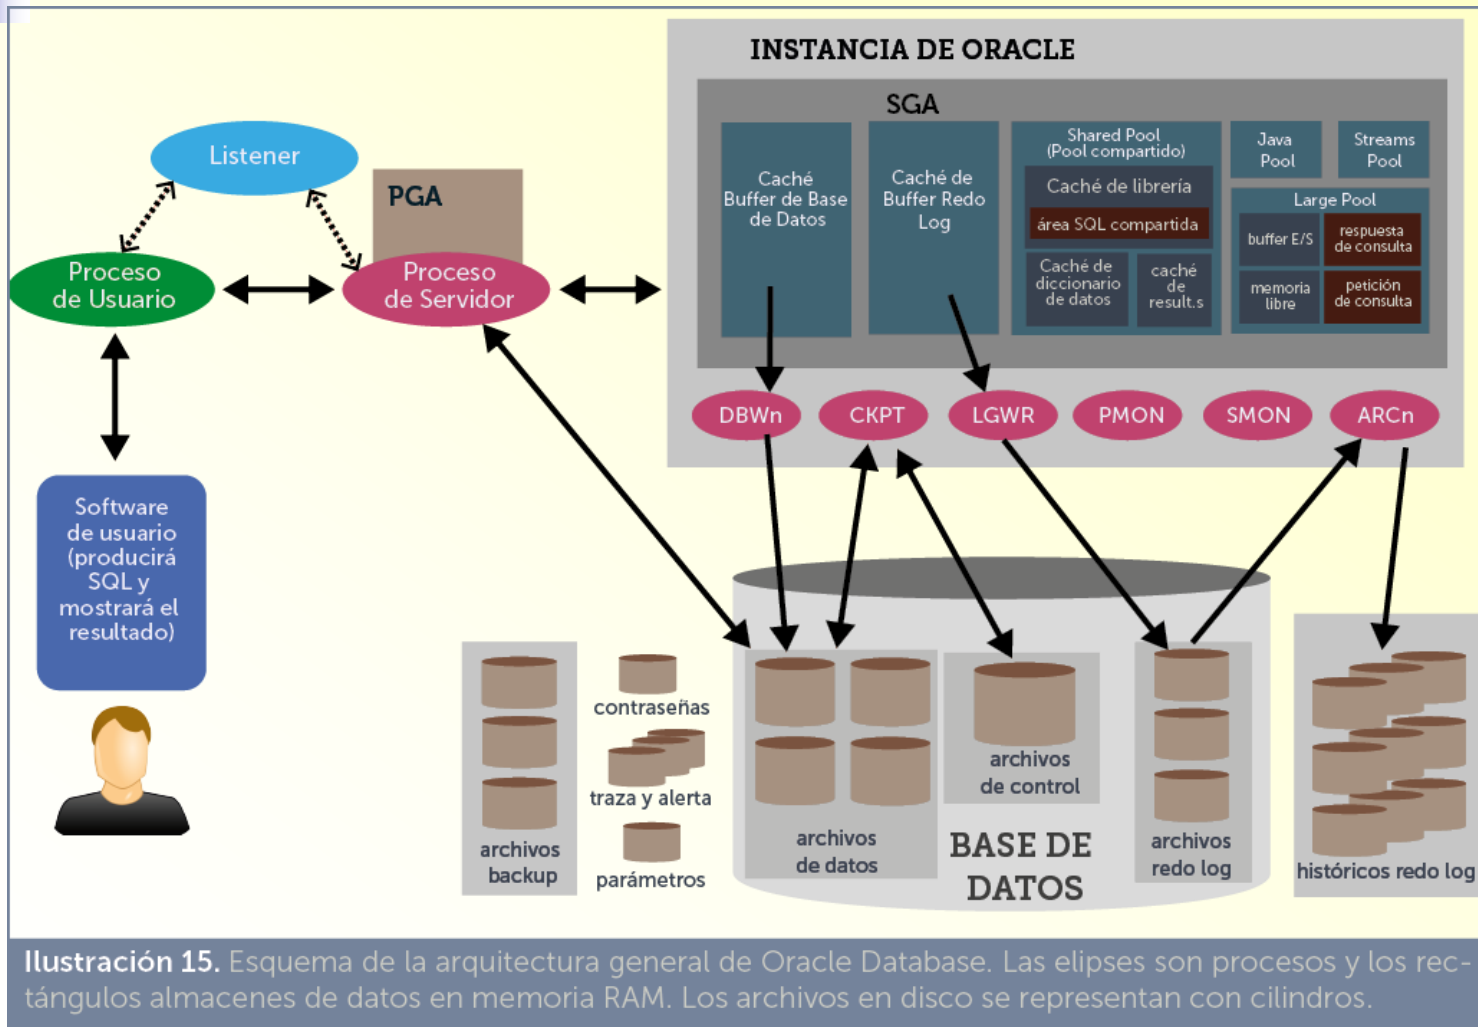 INSTANCIA DE ORACLE
SGA
Listener
PGA
Proceso
de Usuario
Proceso
de Servidor
Caché
Buffer de Base
de Datos
Caché de
Buffer Redo
Log
Shared Pool
(Pool compartido)
Caché de librería
área SQL compartida
Caché de
diccionario
de datos
caché
de
result.s
Java
Pool
Streams
Pool
Large Pool
buffer E/S
respuesta
de consulta
memoria
libre
petición
de consulta
DBWn
CKPT
LGWR
PMON
SMON
ARCn
Software
de usuario
(producirá
SQL y
mostrará el
resultado)
archivos
backup
contraseñas
traza y alerta
parámetros
archivos
de datos
archivos
de control
BASE DE
DATOS
archivos
redo log
históricos redo log
Ilustración 15. Esquema de la arquitectura general de Oracle Database. Las elipses son procesos y los rec-
tángulos almacenes de datos en memoria RAM. Los archivos en disco se representan con cilindros.